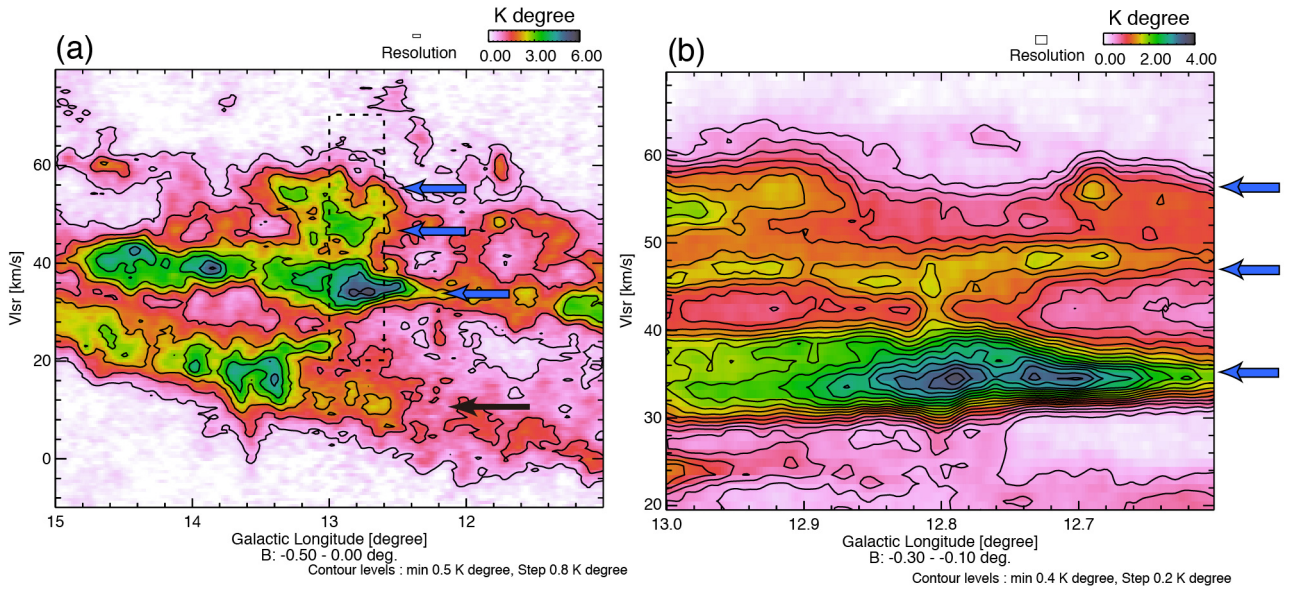 (a)
Resolution
K degree
0.00 3.00 6.00
60
40
20
0
Vlsr [km/s]
15 14 13 12
Galactic Longitude [degree]
B: -0.50 - 0.00 deg.
Contour levels : min 0.5 K degree, Step 0.8 K degree
(b)
Resolution
K degree
0.00 2.00 4.00
60
50
40
30
20
Vlsr [km/s]
13.0 12.9 12.8 12.7
Galactic Longitude [degree]
B: -0.30 - -0.10 deg.
Contour levels : min 0.4 K degree, Step 0.2 K degree